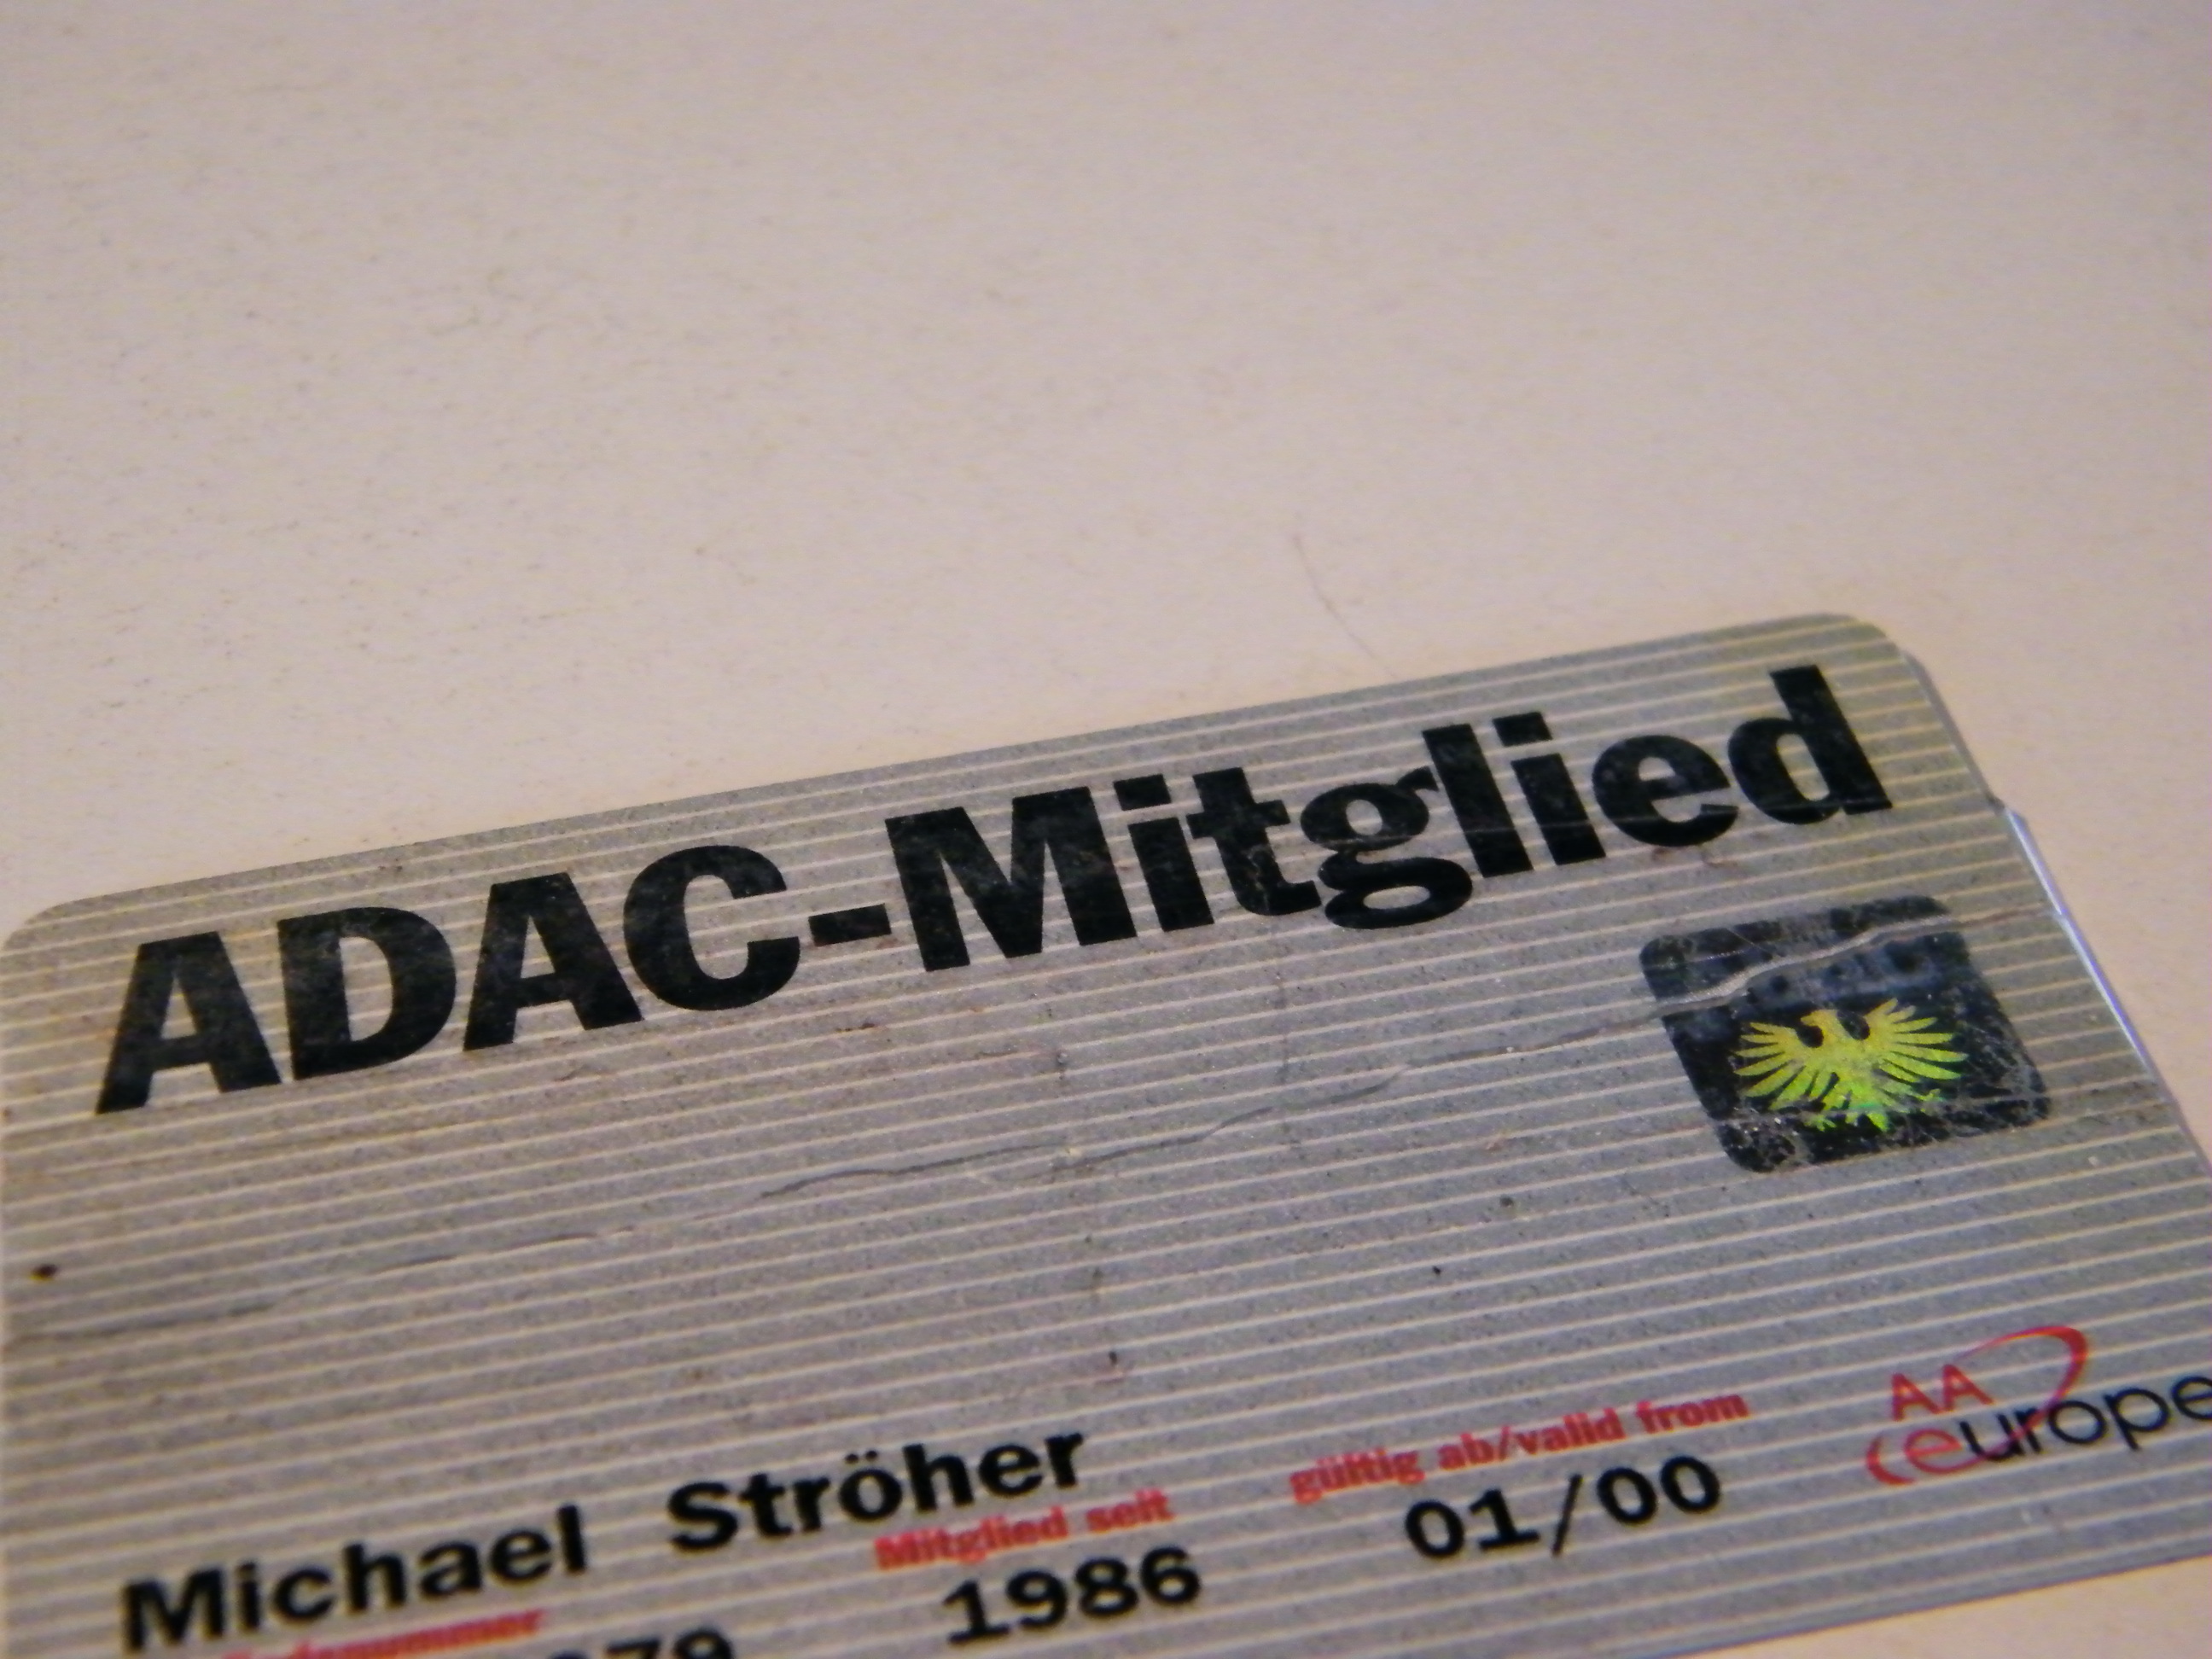 ADAC-Mitglied
AA
europe
Michael Ströher
Mitglied seit
1986
gültig ab/valid from
01/00